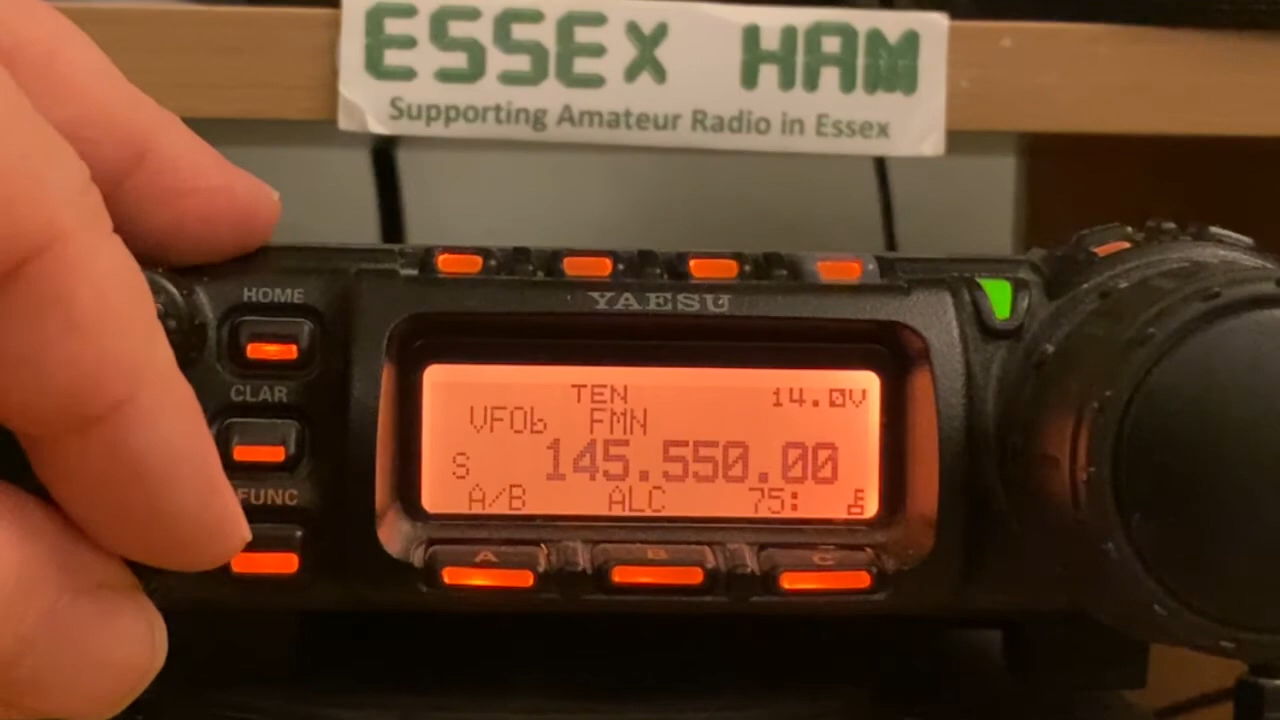 ESSEX HAM
Supporting Amateur Radio in Essex
HOME
YAESU
CLAR
TEN 14.0V
VFOb FMN
S 145.550.00
FUNC
A/B ALC 75:
A B C